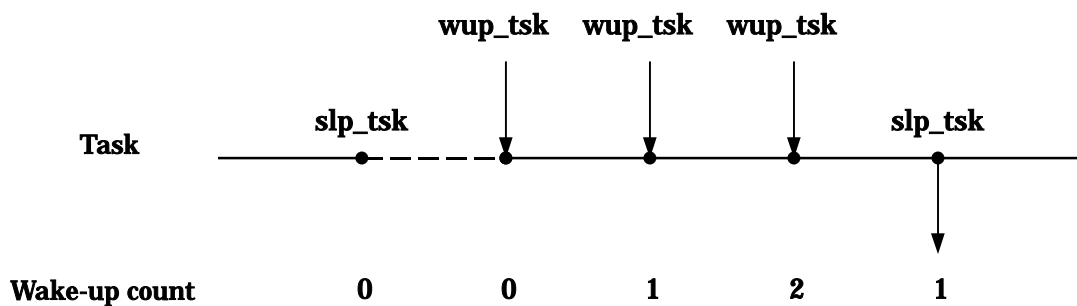 wup_tsk wup_tsk wup_tsk
slp_tsk slp_tsk
Task
Wake-up count 0 0 1 2 1